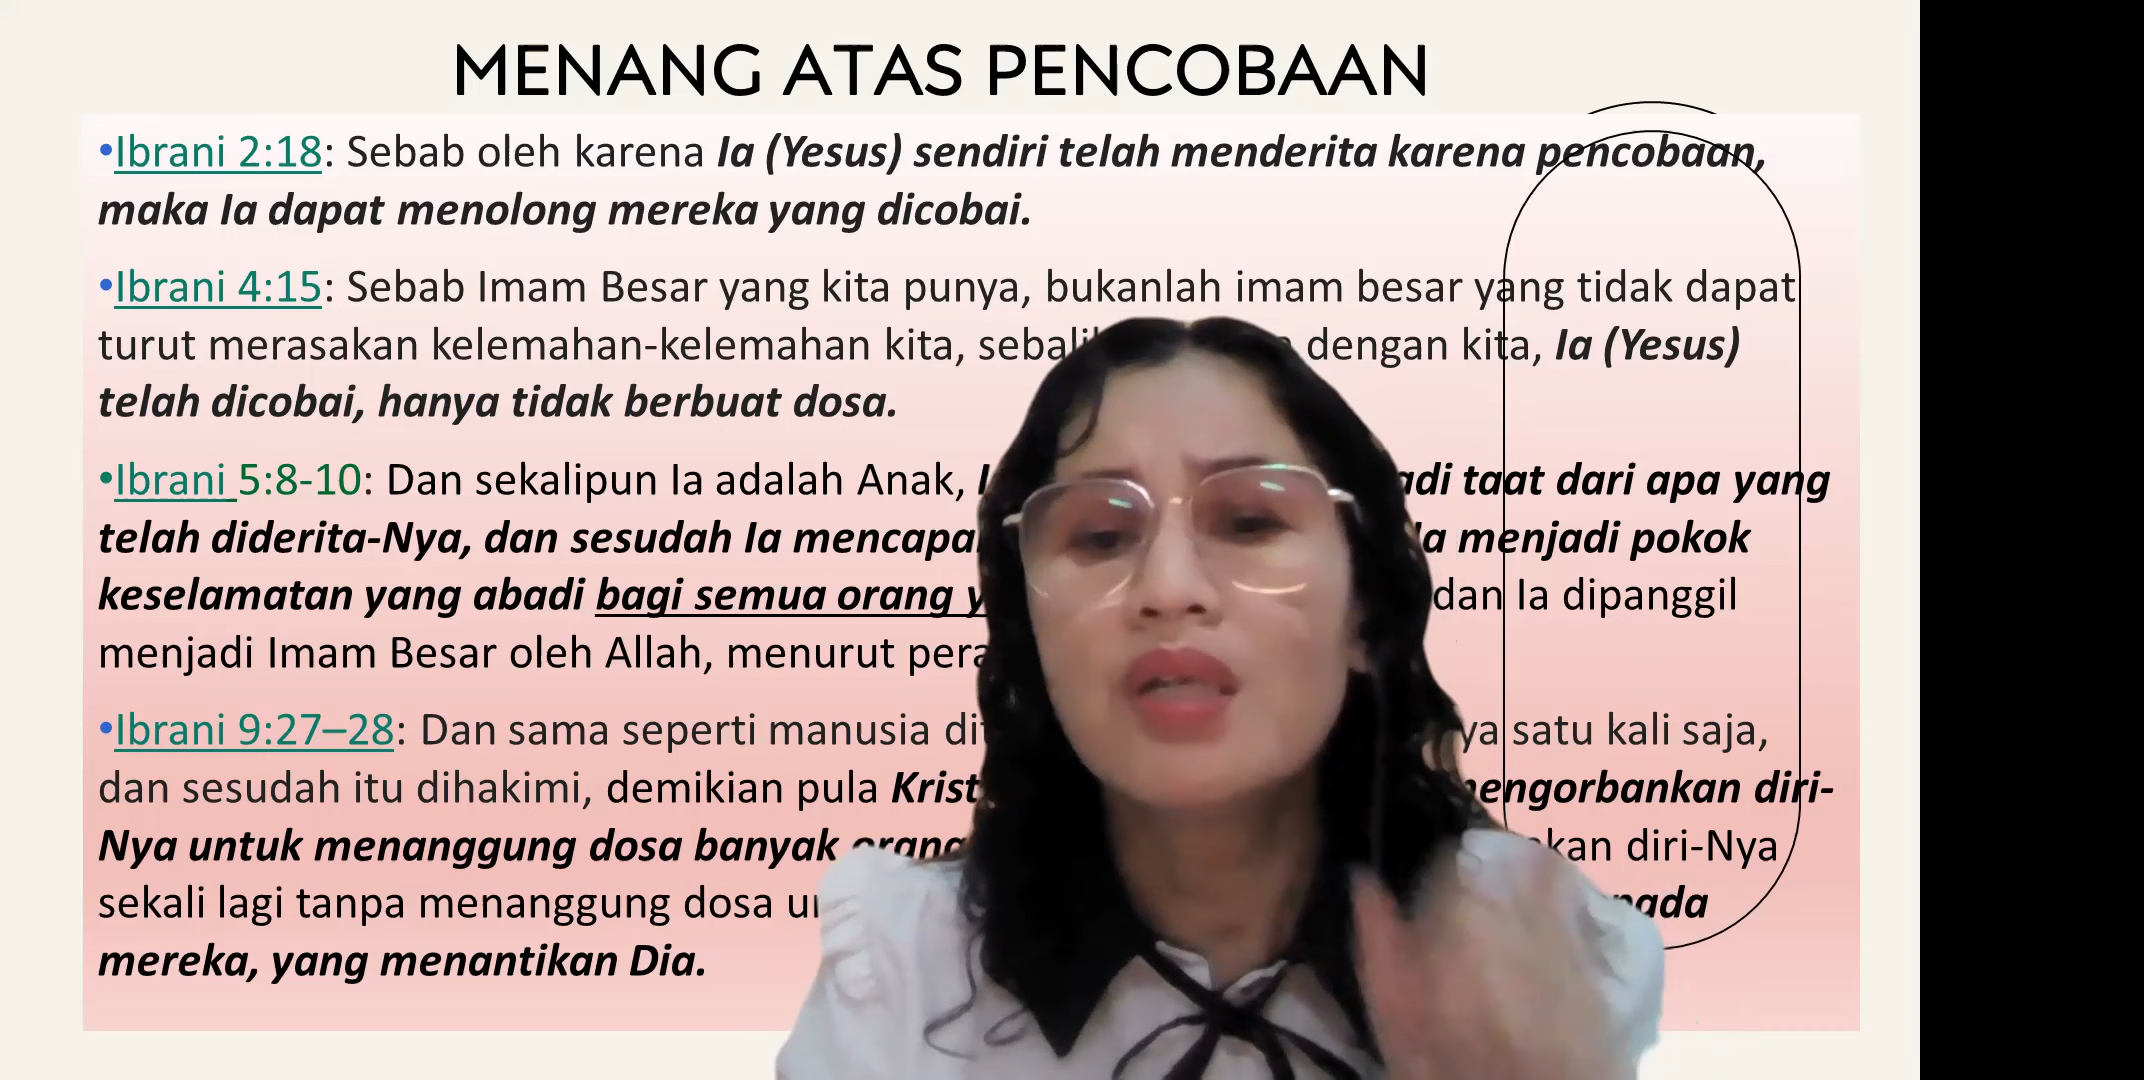 MENANG ATAS PENCOBAAN
•Ibrani 2:18: Sebab oleh karena Ia (Yesus) sendiri telah menderita karena pencobaan,
maka Ia dapat menolong mereka yang dicobai.
•Ibrani 4:15: Sebab Imam Besar yang kita punya, bukanlah imam besar yang tidak dapat
turut merasakan kelemahan-kelemahan kita, dengan kita, Ia (Yesus)
telah dicobai, hanya tidak berbuat dosa.
•Ibrani 5:8-10: Dan sekalipun Ia adalah Anak, taat dari apa yang
telah diderita-Nya, dan sesudah Ia menjadi pokok
keselamatan yang abadi bagi semua orang dan Ia dipanggil
menjadi Imam Besar oleh Allah, menurut
•Ibrani 9:27–28: Dan sama seperti manusia satu kali saja,
dan sesudah itu dihakimi, demikian pula mengorbankan diri-
Nya untuk menanggung dosa banyak orang diri-Nya
sekali lagi tanpa menanggung dosa
mereka, yang menantikan Dia.